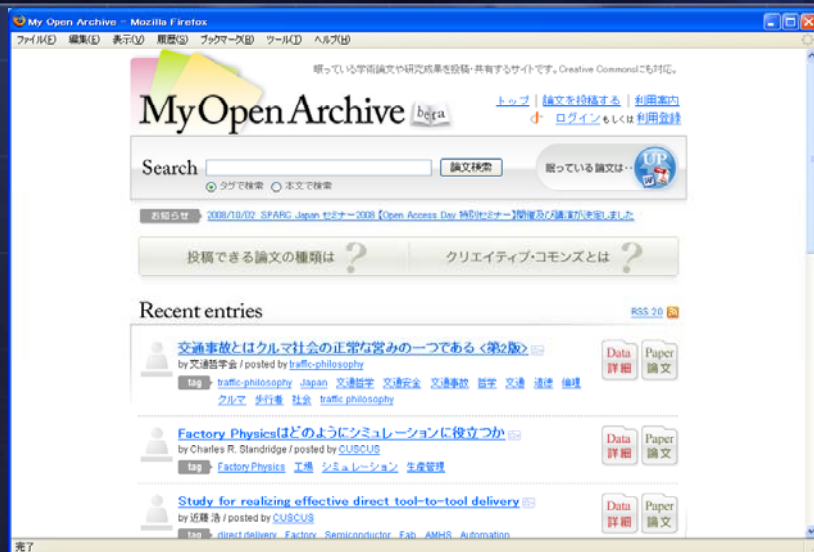 My Open Archive - Mozilla Firefox
ファイル(F) 編集(E) 表示(V) 履歴(S) ブックマーク(B) ツール(T) ヘルプ(H)
眠っている学術論文や研究成果を投稿・共有するサイトです。Creative Commonsにも対応。
My Open Archive beta
トップ | 論文を投稿する | 利用案内
ログイン もしくは 利用登録
Search 論文検索 眠っている論文は・・ UP
タグで検索 本文で検索
お知らせ 2008/10/02 SPARC Japan セミナー2008 【Open Access Day 特別セミナー】開催及び講演が決定しました
投稿できる論文の種類は ? クリエイティブ・コモンズとは ?
Recent entries RSS 20
交通事故とはクルマ社会の正常な営みの一つである <第2版>
by 交通哲学会 / posted by traffic-philosophy
Data 詳細 Paper 論文
tag traffic-philosophy Japan 交通哲学 交通安全 交通事故 哲学 交通 道徳 倫理
クルマ 歩行者 社会 traffic philosophy
Factory Physicsはどのようにシミュレーションに役立つか
by Charles R. Standridge / posted by CUSCUS
Data 詳細 Paper 論文
tag Factory Physics 工場 シミュレーション 生産管理
Study for realizing effective direct tool-to-tool delivery
by 近藤 浩 / posted by CUSCUS
Data 詳細 Paper 論文
tag direct delivery Factory Semiconductor Fab AMHS Automation
完了